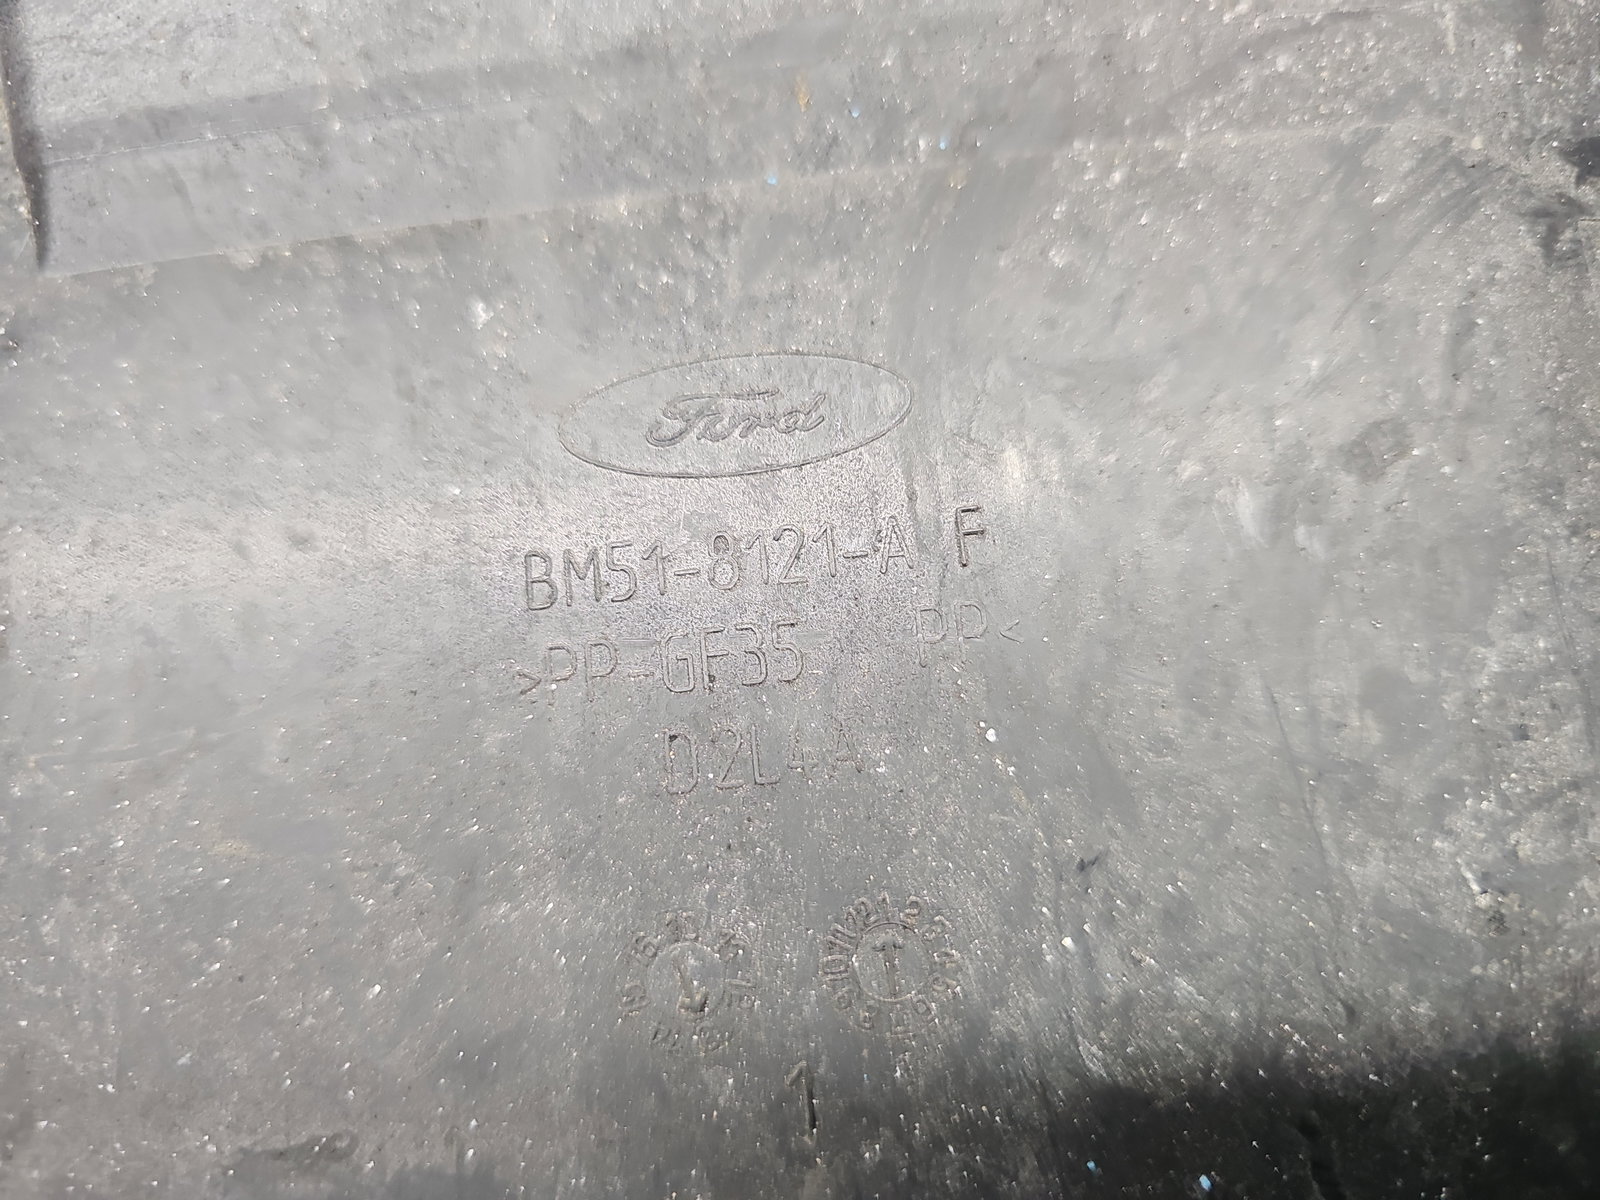 Ford
BM51-8121-A F
>PP-GF35 PP<
D2L4A
1